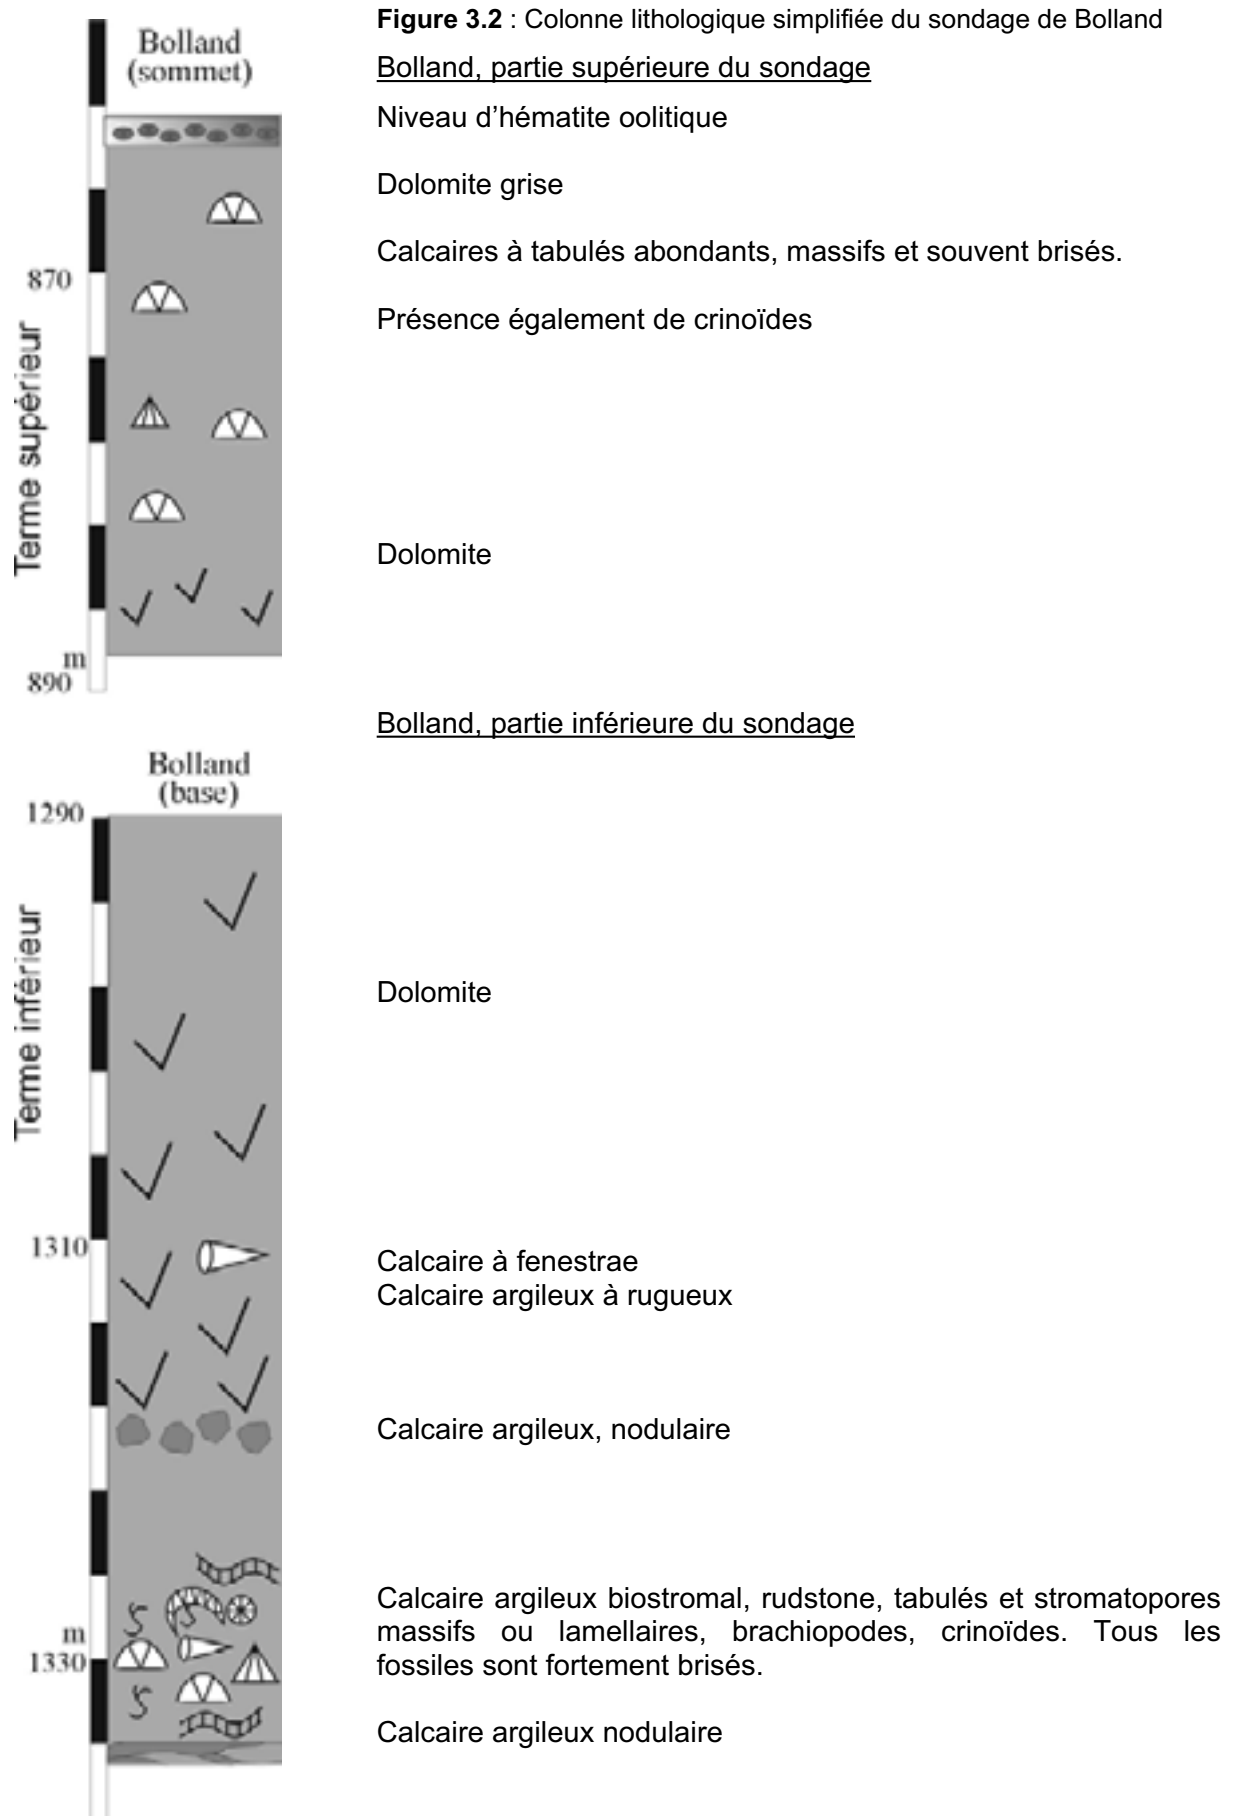 Figure 3.2 : Colonne lithologique simplifiée du sondage de Bolland
Bolland
(sommet)
Bolland, partie supérieure du sondage
Niveau d’hématite oolitique
Dolomite grise
Calcaires à tabulés abondants, massifs et souvent brisés.
870
Présence également de crinoïdes
Terme supérieur
Dolomite
m
890
Bolland, partie inférieure du sondage
Bolland
(base)
1290
Terme inférieur
Dolomite
1310
Calcaire à fenestrae
Calcaire argileux à rugueux
Calcaire argileux, nodulaire
Calcaire argileux biostromal, rudstone, tabulés et stromatopores
massifs ou lamellaires, brachiopodes, crinoïdes. Tous les
fossiles sont fortement brisés.
m
1330
Calcaire argileux nodulaire